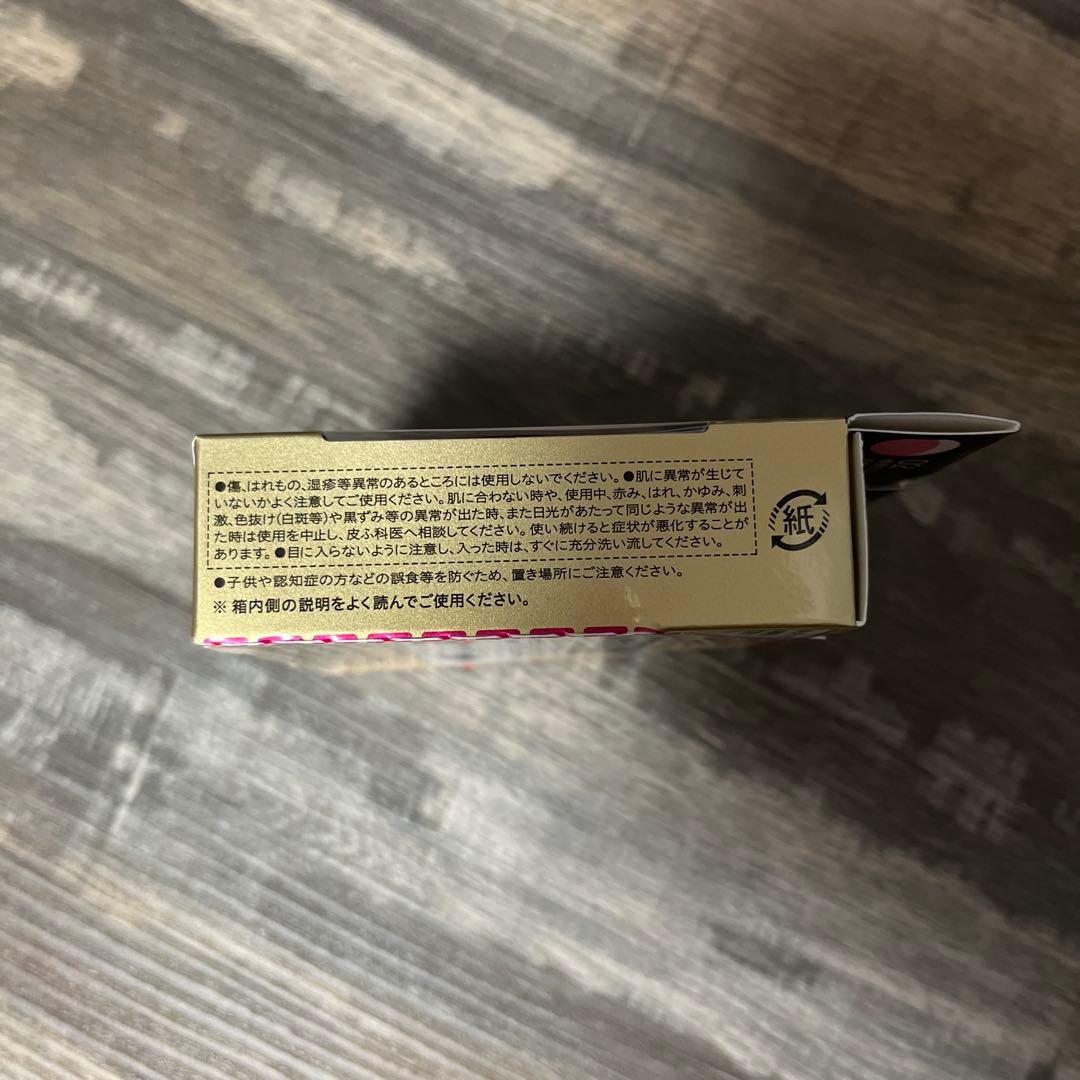 ●傷、はれもの、湿疹等異常のあるところには使用しないでください。●肌に異常が生じて
いないかよく注意してご使用ください。肌に合わない時や、使用中、赤み、はれ、かゆみ、刺
激、色抜け(白斑等)や黒ずみ等の異常が出た時、また日光があたって同じような異常が出
た時は使用を中止し、皮ふ科医へ相談してください。使い続けると症状が悪化することが
あります。●目に入らないように注意し、入った時は、すぐに充分洗い流してください。
●子供や認知症の方などの誤食等を防ぐため、置き場所にご注意ください。
※箱内側の説明をよく読んでご使用ください。
紙